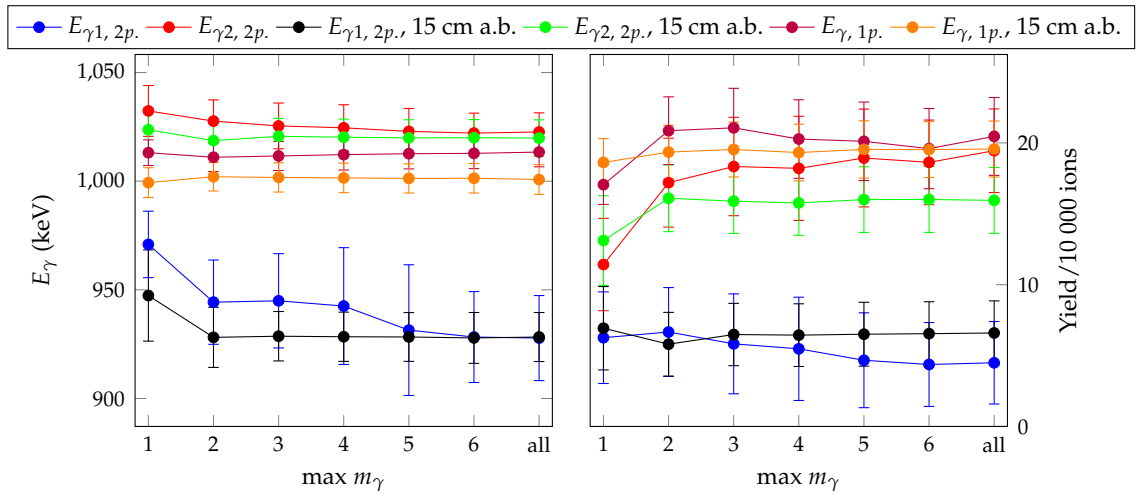 Eγ1, 2p. Eγ2, 2p. Eγ1, 2p., 15 cm a.b. Eγ2, 2p., 15 cm a.b. Eγ, 1p. Eγ, 1p., 15 cm a.b.
1,050
1,000
950
900
Eγ (keV)
1 2 3 4 5 6 all
max mγ
1 2 3 4 5 6 all
max mγ
20
10
0
Yield/10 000 ions